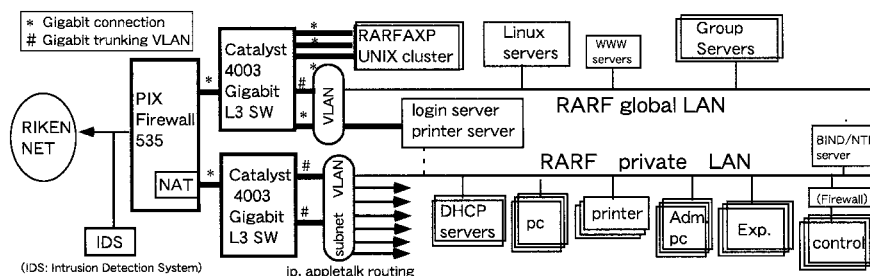 * Gigabit connection
# Gigabit trunking VLAN
RIKEN
NET
PIX
Firewall
535
NAT
IDS
(IDS: Intrusion Detection System)
*
Catalyst
4003
Gigabit
L3 SW
*
*
*
#
*
VLAN
RARFAXP
UNIX cluster
login server
printer server
Linux
servers
WWW
servers
Group
Servers
RARF global LAN
*
Catalyst
4003
Gigabit
L3 SW
#
#
subnet VLAN
ip, appletalk routing
RARF private LAN
DHCP
servers
pc
printer
Adm.
pc
Exp.
server
(Firewall)
control